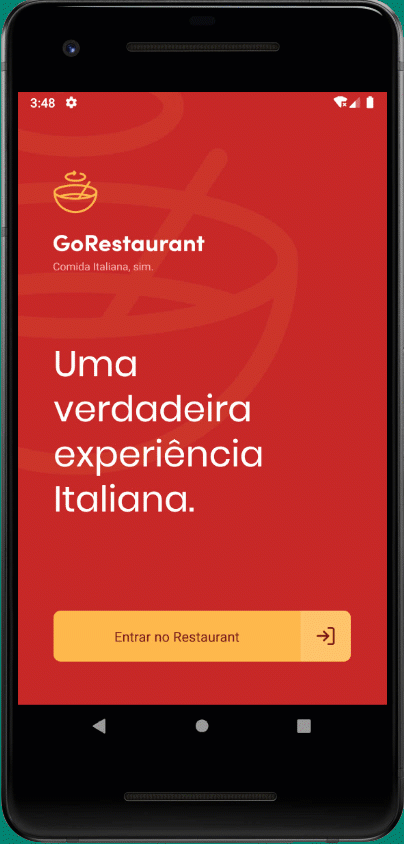 3:48
GoRestaurant
Comida Italiana, sim.
Uma
verdadeira
experiência
Italiana.
Entrar no Restaurant